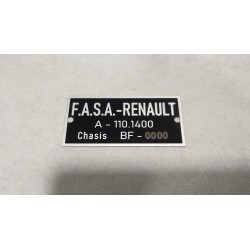 F.A.S.A.-RENAULT
A - 110.1400
Chasis BF - 0000